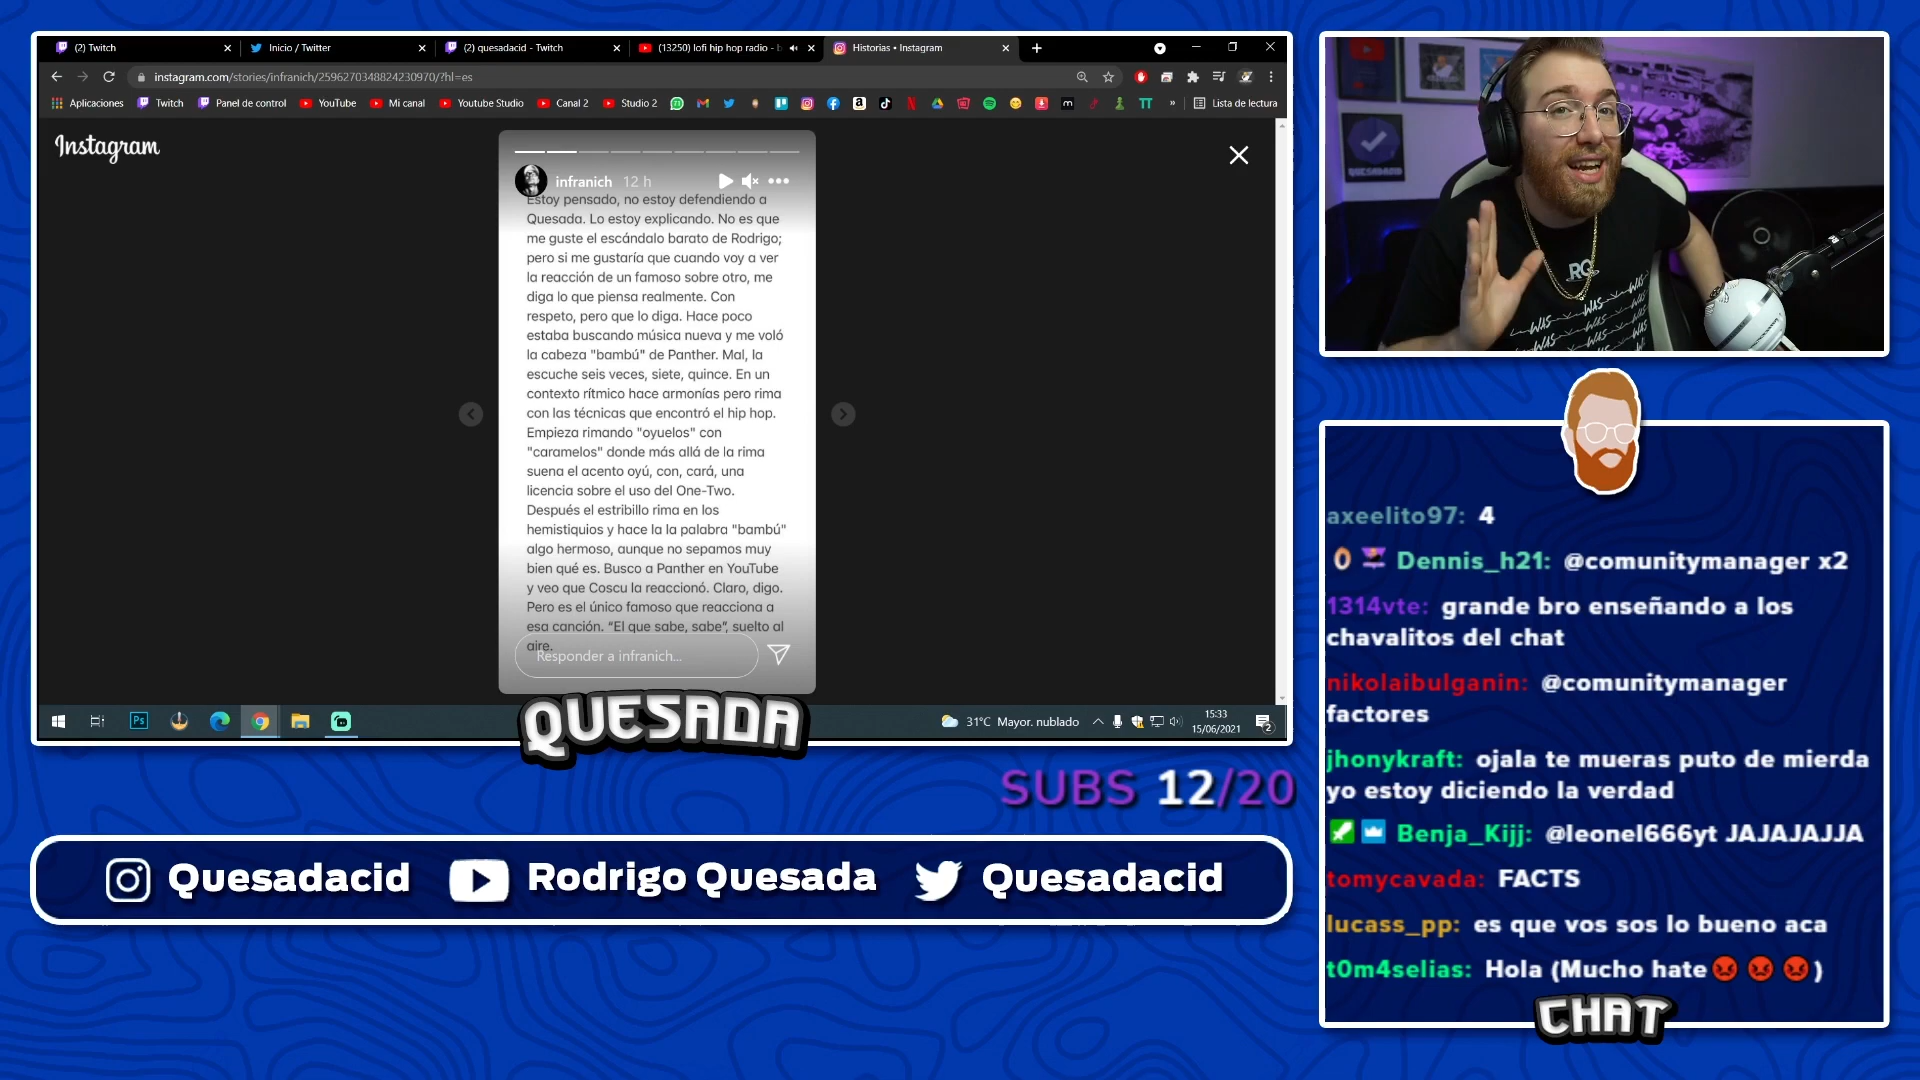 (2) Twitch
Inicio / Twitter
(2) quesadacid - Twitch
(13250) lofi hip hop radio - b
Historias • Instagram
instagram.com/stories/infranich/2596270348824230970/?hl=es
Aplicaciones
Twitch
Panel de control
YouTube
Mi canal
Youtube Studio
Canal 2
Studio 2
Lista de lectura
Instagram
infranich 12 h
Estoy pensado, no estoy defendiendo a
Quesada. Lo estoy explicando. No es que
me guste el escándalo barato de Rodrigo;
pero si me gustaría que cuando voy a ver
la reacción de un famoso sobre otro, me
diga lo que piensa realmente. Con
respeto, pero que lo diga. Hace poco
estaba buscando música nueva y me voló
la cabeza "bambú" de Panther. Mal, la
escuche seis veces, siete, quince. En un
contexto rítmico hace armonías pero rima
con las técnicas que encontró el hip hop.
Empieza rimando "oyuelos" con
"caramelos" donde más allá de la rima
suena el acento oyú, con, cará, una
licencia sobre el uso del One-Two.
Después el estribillo rima en los
hemistiquios y hace la la palabra "bambú"
algo hermoso, aunque no sepamos muy
bien qué es. Busco a Panther en YouTube
y veo que Coscu la reaccionó. Claro, digo.
Pero es el único famoso que reacciona a
esa canción. "El que sabe, sabe", suelto al
aire.
Responder a infranich...
Ps
31°C Mayor. nublado
15:33
15/06/2021
2
QUESADA
SUBS 12/20
Quesadacid
Rodrigo Quesada
Quesadacid
QUESADACID
RQ
WAS
axeelito97: 4
Dennis_h21: @comunitymanager x2
1314vte: grande bro enseñando a los
chavalitos del chat
nikolaibulganin: @comunitymanager
factores
jhonykraft: ojala te mueras puto de mierda
yo estoy diciendo la verdad
Benja_Kijj: @leonel666yt JAJAJAJJA
tomycavada: FACTS
lucass_pp: es que vos sos lo bueno aca
t0m4selias: Hola (Mucho hate😡 😡 😡 )
CHAT